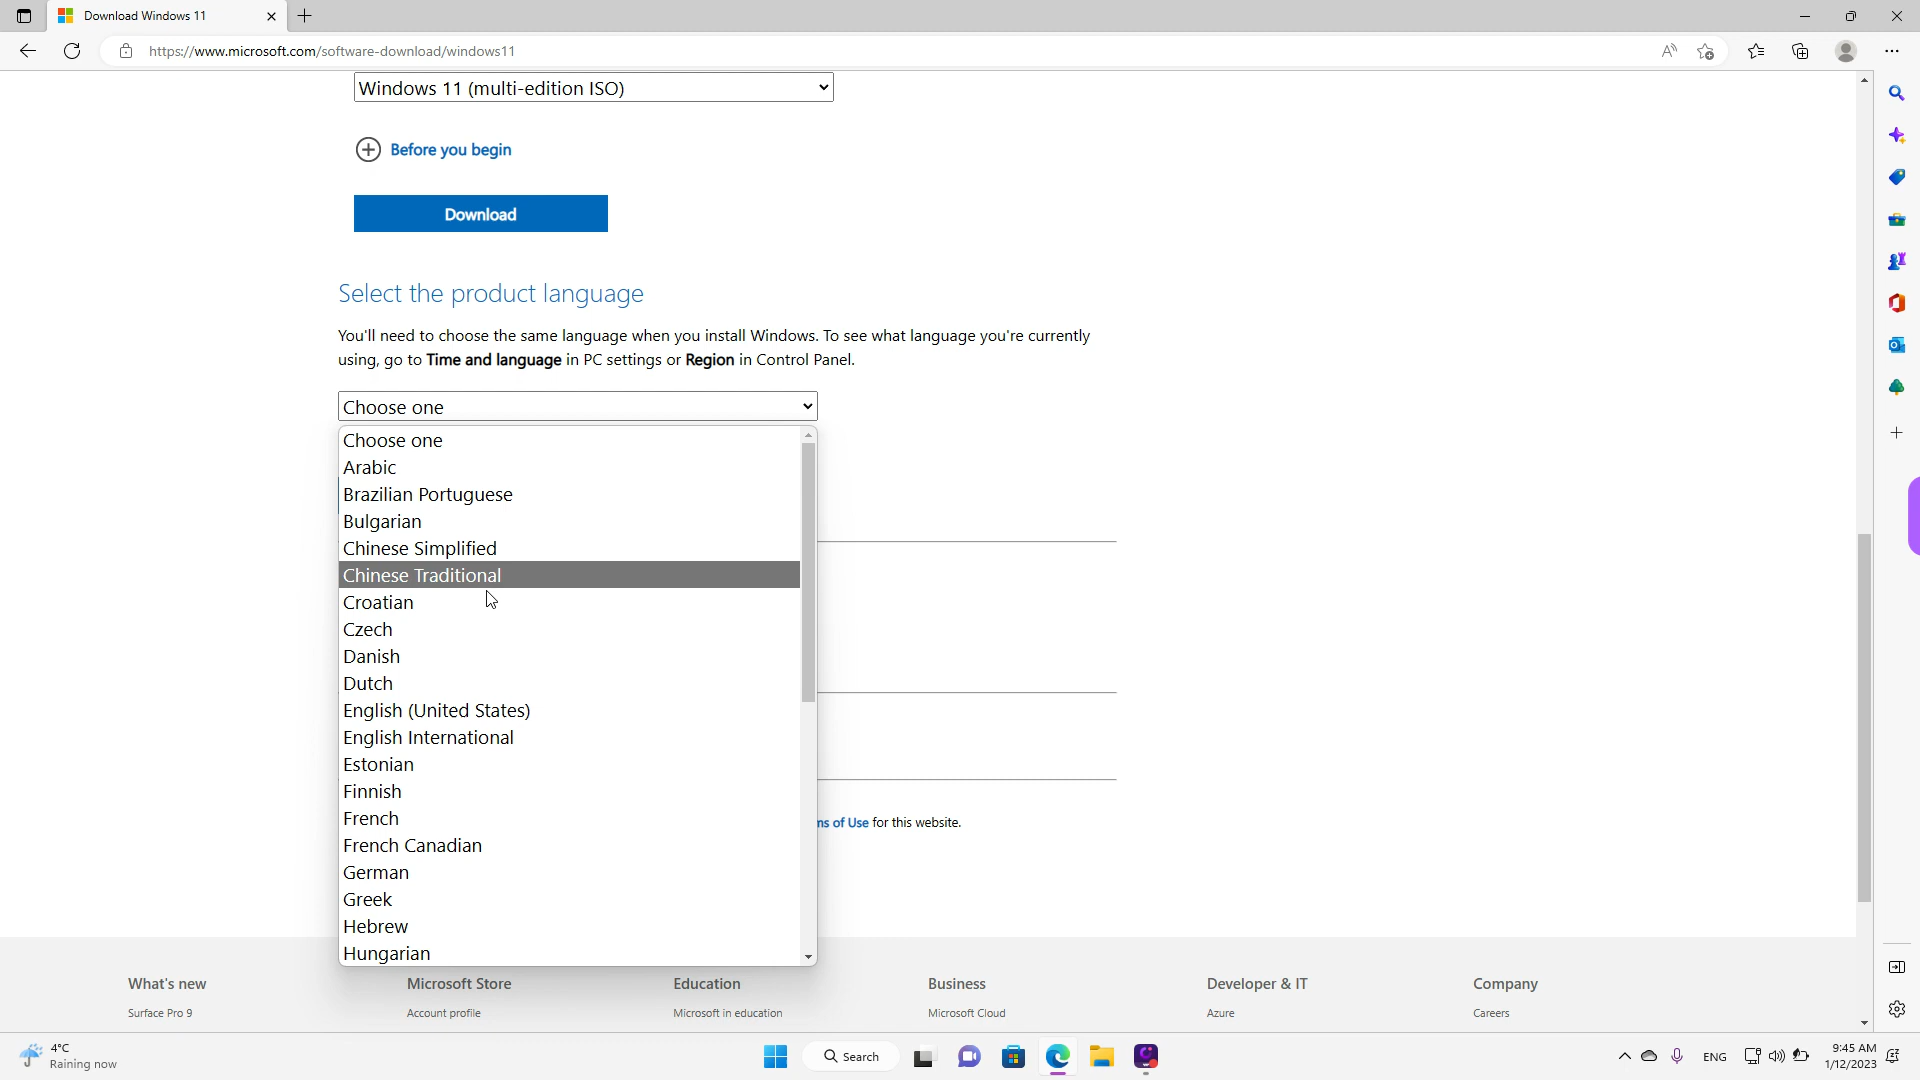 Download Windows 11
https://www.microsoft.com/software-download/windows11
Windows 11 (multi-edition ISO)
Before you begin
Download
Select the product language
You'll need to choose the same language when you install Windows. To see what language you're currently
using, go to Time and language in PC settings or Region in Control Panel.
Choose one
Choose one
Arabic
Brazilian Portuguese
Bulgarian
Chinese Simplified
Chinese Traditional
Croatian
Czech
Danish
Dutch
English (United States)
English International
Estonian
Finnish
French
French Canadian
German
Greek
Hebrew
Hungarian
ms of Use for this website.
What's new
Microsoft Store
Education
Business
Developer & IT
Company
Surface Pro 9
Account profile
Microsoft in education
Microsoft Cloud
Azure
Careers
4°C
Raining now
Search
ENG
9:45 AM
1/12/2023